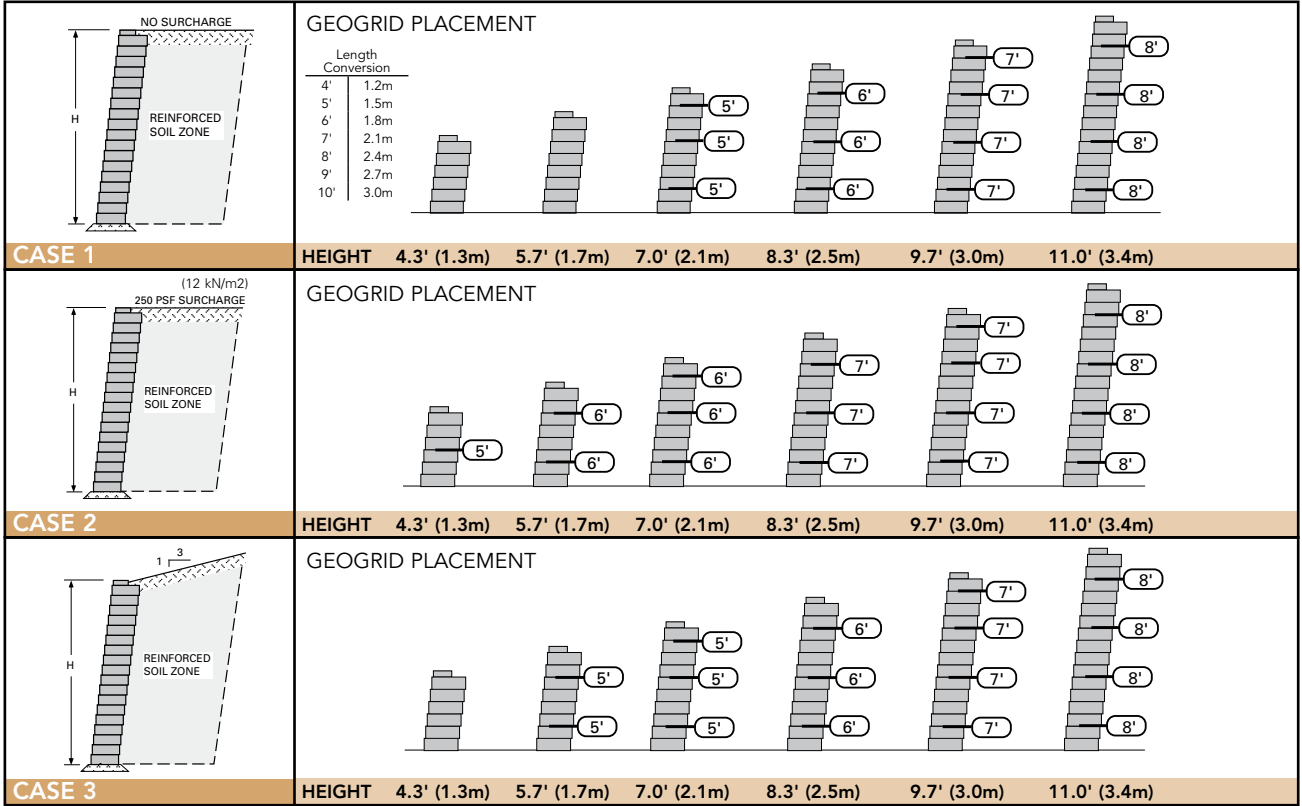 NO SURCHARGE
H
REINFORCED
SOIL ZONE
CASE 1
GEOGRID PLACEMENT
Length
Conversion
4' 1.2m
5' 1.5m
6' 1.8m
7' 2.1m
8' 2.4m
9' 2.7m
10' 3.0m
5'
5'
5'
6'
6'
6'
7'
7'
7'
7'
8'
8'
8'
8'
HEIGHT 4.3' (1.3m) 5.7' (1.7m) 7.0' (2.1m) 8.3' (2.5m) 9.7' (3.0m) 11.0' (3.4m)
(12 kN/m2)
250 PSF SURCHARGE
H
REINFORCED
SOIL ZONE
CASE 2
GEOGRID PLACEMENT
5'
6'
6'
6'
6'
6'
7'
7'
7'
7'
7'
7'
7'
8'
8'
8'
8'
HEIGHT 4.3' (1.3m) 5.7' (1.7m) 7.0' (2.1m) 8.3' (2.5m) 9.7' (3.0m) 11.0' (3.4m)
3
1
H
REINFORCED
SOIL ZONE
CASE 3
GEOGRID PLACEMENT
5'
5'
5'
5'
5'
6'
6'
6'
7'
7'
7'
7'
8'
8'
8'
8'
HEIGHT 4.3' (1.3m) 5.7' (1.7m) 7.0' (2.1m) 8.3' (2.5m) 9.7' (3.0m) 11.0' (3.4m)